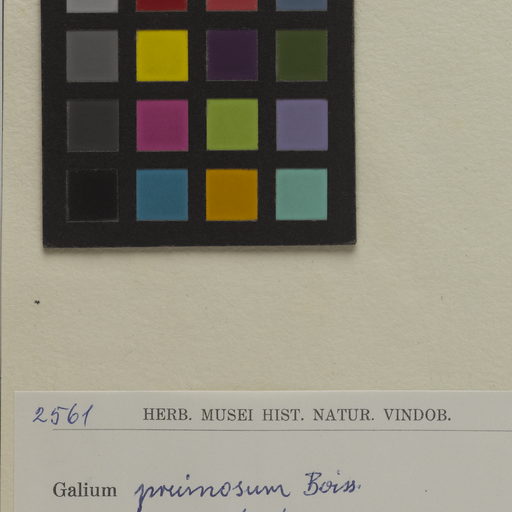 2561 HERB. MUSEI HIST. NATUR. VINDOB.
Galium pruinosum Boiss.